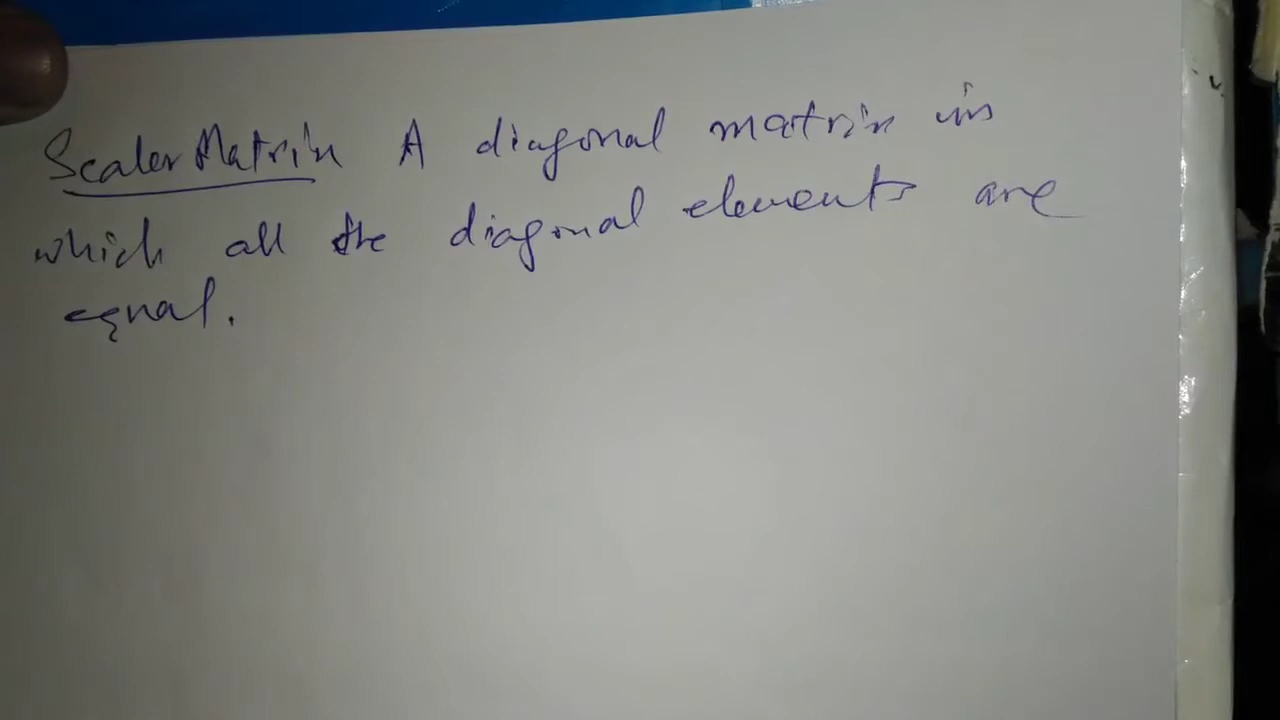 Scaler Matrix A diagonal matrix in
which all the diagonal elements are
equal.